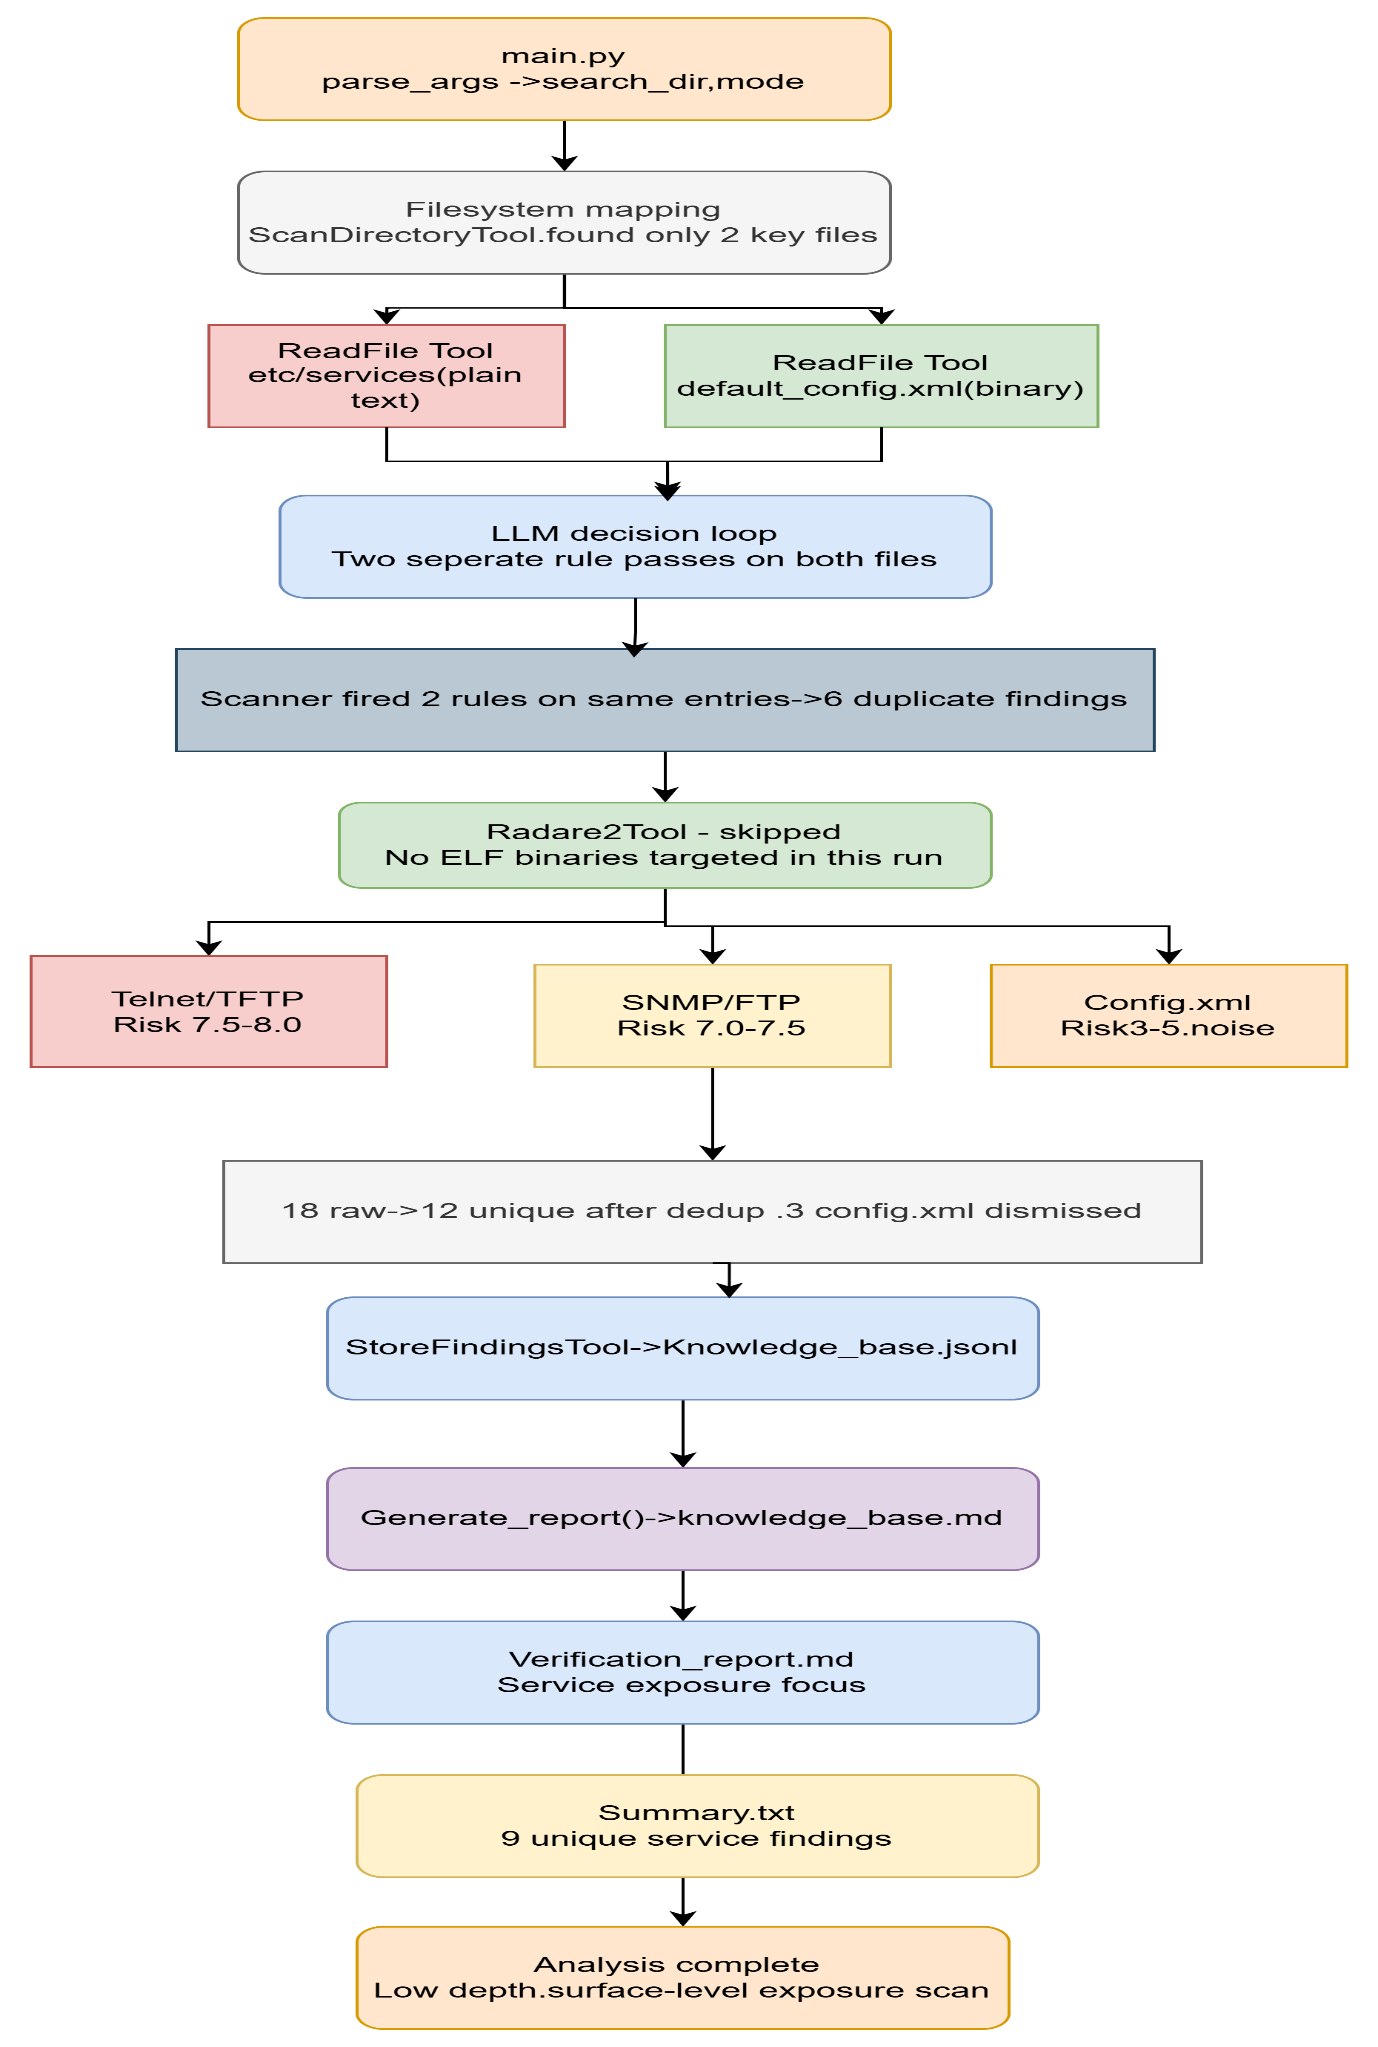 main.py
parse_args ->search_dir,mode
Filesystem mapping
ScanDirectoryTool.found only 2 key files
ReadFile Tool
etc/services(plain
text)
ReadFile Tool
default_config.xml(binary)
LLM decision loop
Two seperate rule passes on both files
Scanner fired 2 rules on same entries->6 duplicate findings
Radare2Tool - skipped
No ELF binaries targeted in this run
Telnet/TFTP
Risk 7.5-8.0
SNMP/FTP
Risk 7.0-7.5
Config.xml
Risk3-5.noise
18 raw->12 unique after dedup .3 config.xml dismissed
StoreFindingsTool->Knowledge_base.jsonl
Generate_report()->knowledge_base.md
Verification_report.md
Service exposure focus
Summary.txt
9 unique service findings
Analysis complete
Low depth.surface-level exposure scan